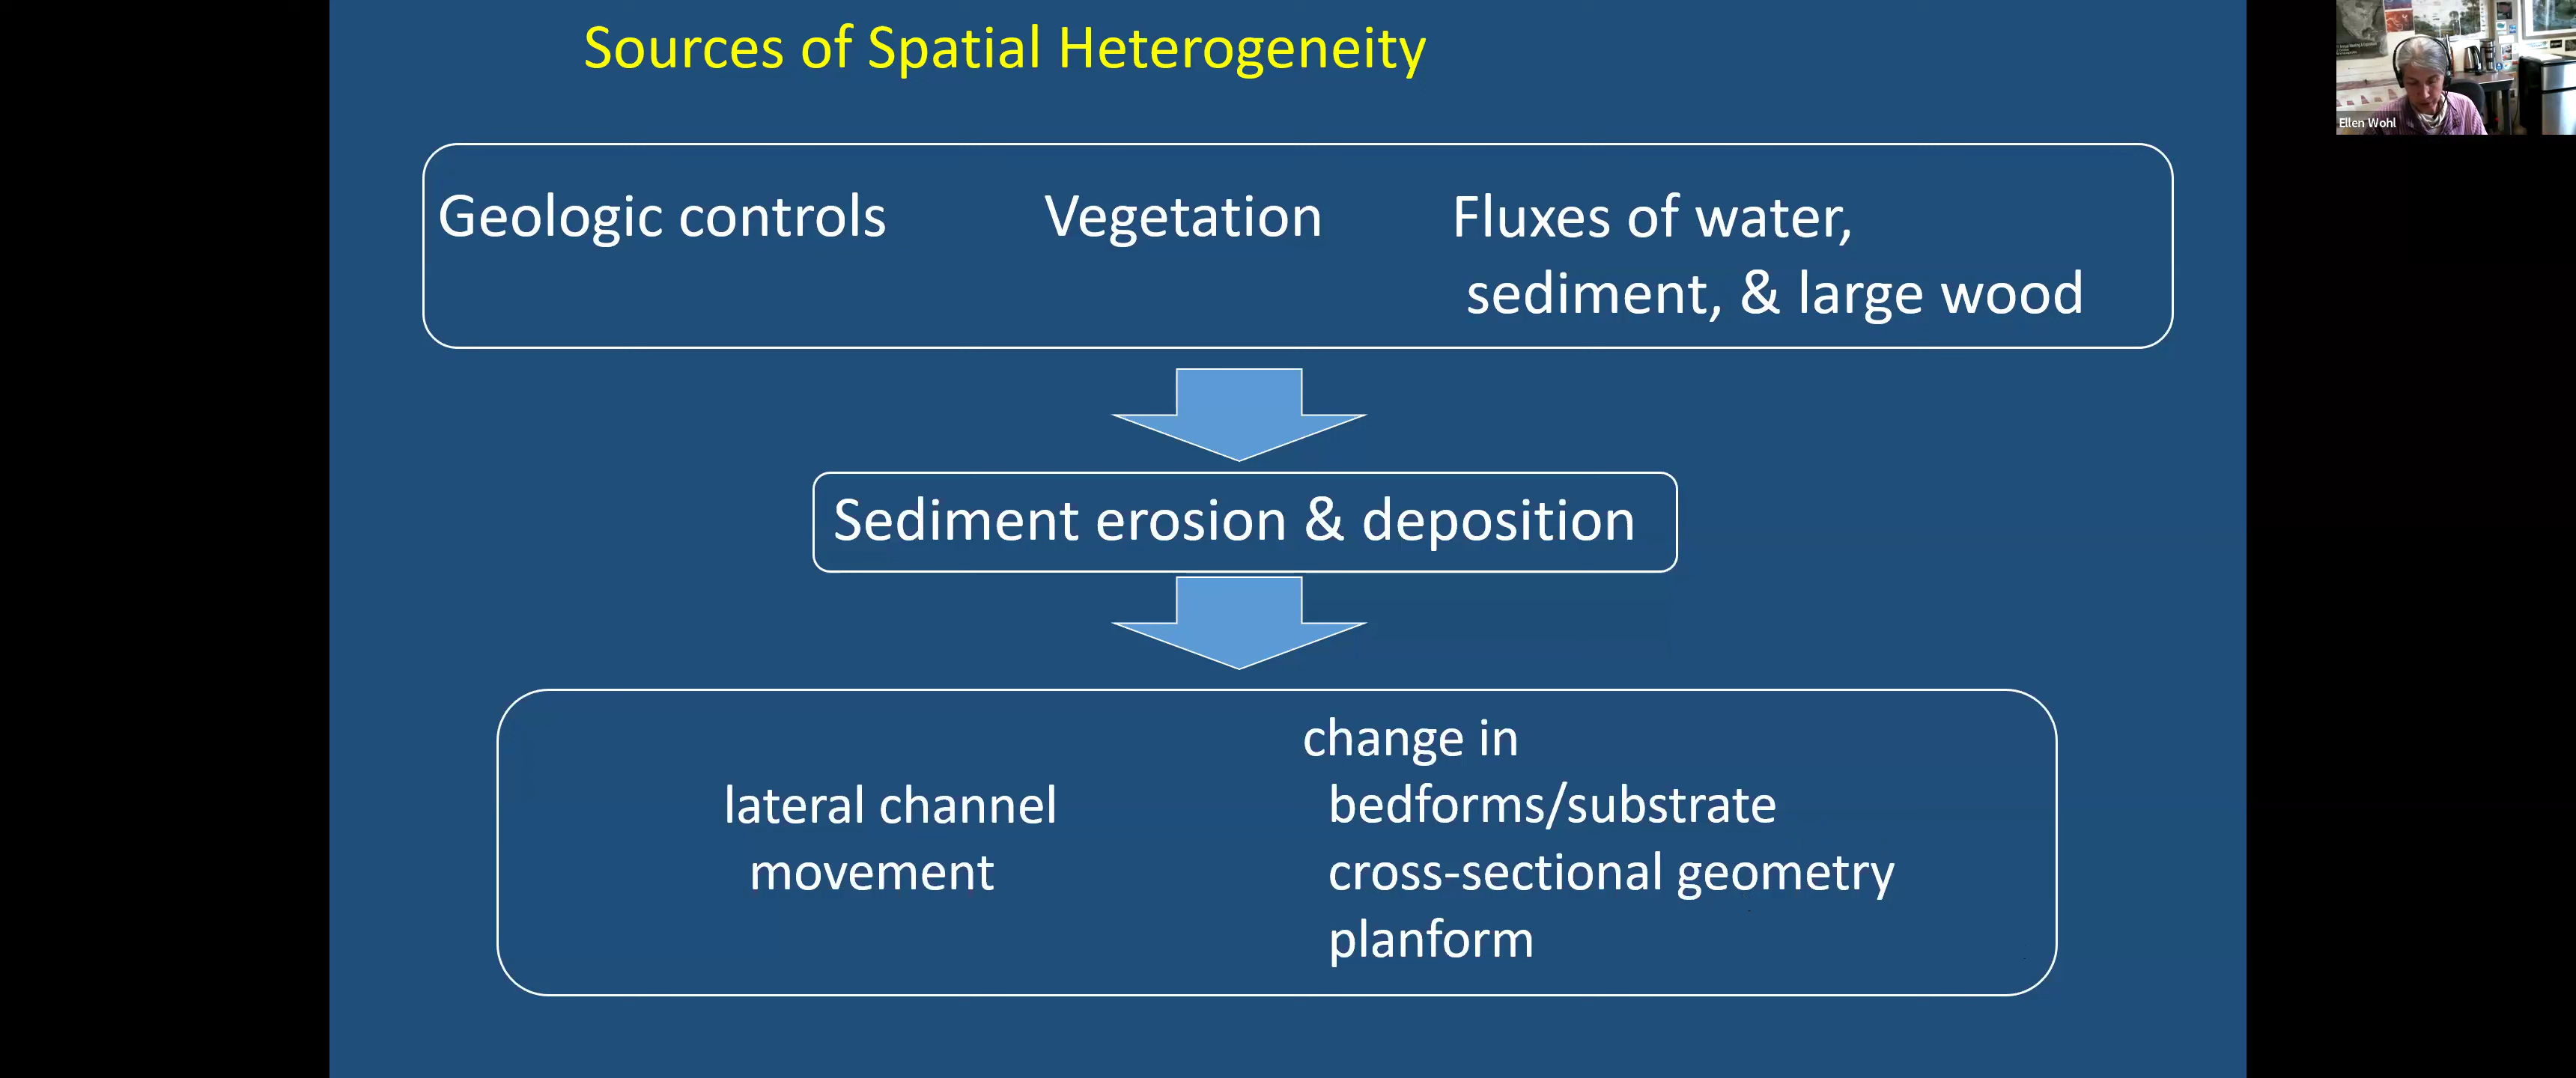 Sources of Spatial Heterogeneity
Ellen Wohl
Geologic controls
Vegetation
Fluxes of water,
sediment, & large wood
Sediment erosion & deposition
lateral channel
movement
change in
bedforms/substrate
cross-sectional geometry
planform